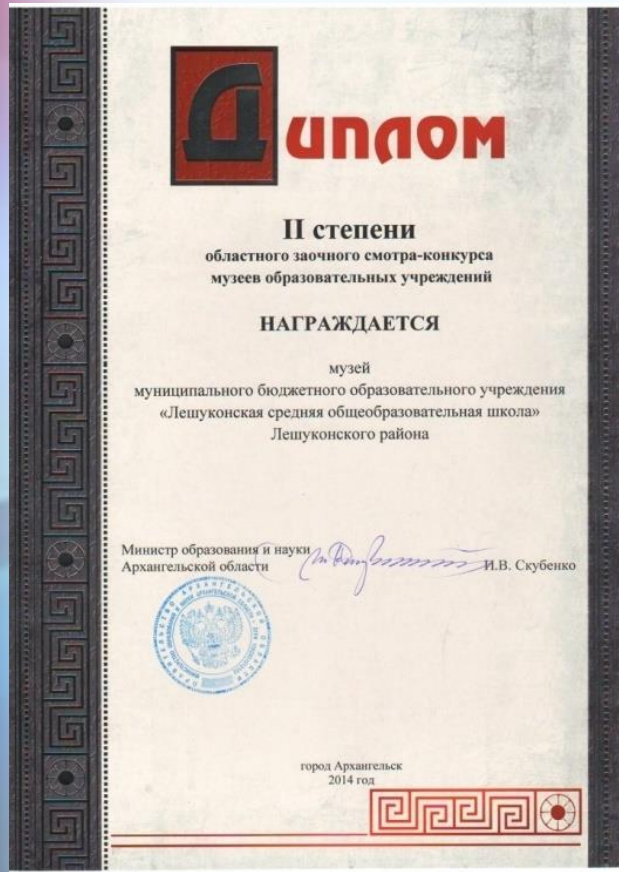 Диплом
II степени
областного заочного смотра-конкурса
музеев образовательных учреждений
НАГРАЖДАЕТСЯ
музей
муниципального бюджетного образовательного учреждения
«Лешуконская средняя общеобразовательная школа»
Лешуконского района
Министр образования и науки
Архангельской области И.В. Скубенко
город Архангельск
2014 год